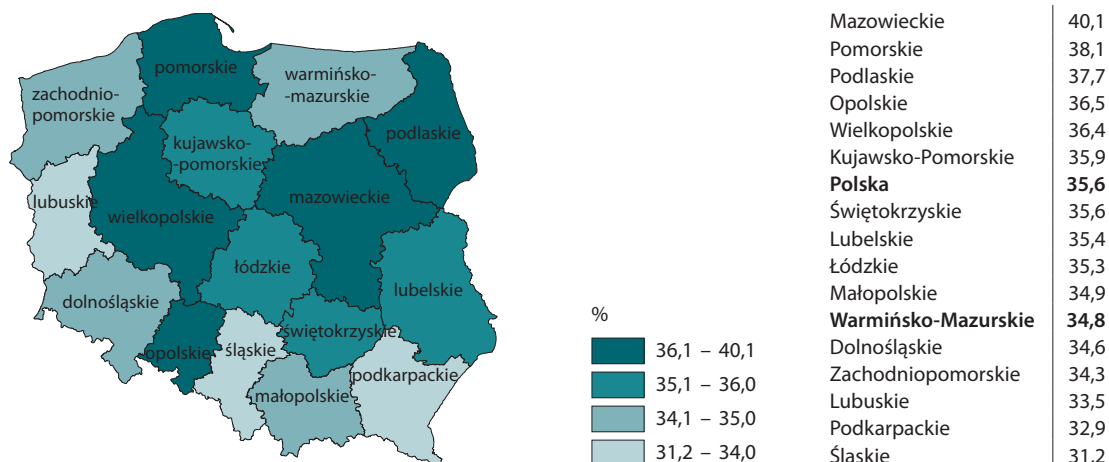 pomorskie
warmińsko-
-mazurskie
zachodnio-
pomorskie
podlaskie
kujawsko-
-pomorskie
lubuskie
wielkopolskie
mazowieckie
łódzkie
lubelskie
dolnośląskie
opolskie
śląskie
świętokrzyskie
podkarpackie
małopolskie
%
36,1 – 40,1
35,1 – 36,0
34,1 – 35,0
31,2 – 34,0
Mazowieckie 40,1
Pomorskie 38,1
Podlaskie 37,7
Opolskie 36,5
Wielkopolskie 36,4
Kujawsko-Pomorskie 35,9
Polska 35,6
Świętokrzyskie 35,6
Lubelskie 35,4
Łódzkie 35,3
Małopolskie 34,9
Warmińsko-Mazurskie 34,8
Dolnośląskie 34,6
Zachodniopomorskie 34,3
Lubuskie 33,5
Podkarpackie 32,9
Śląskie 31,2